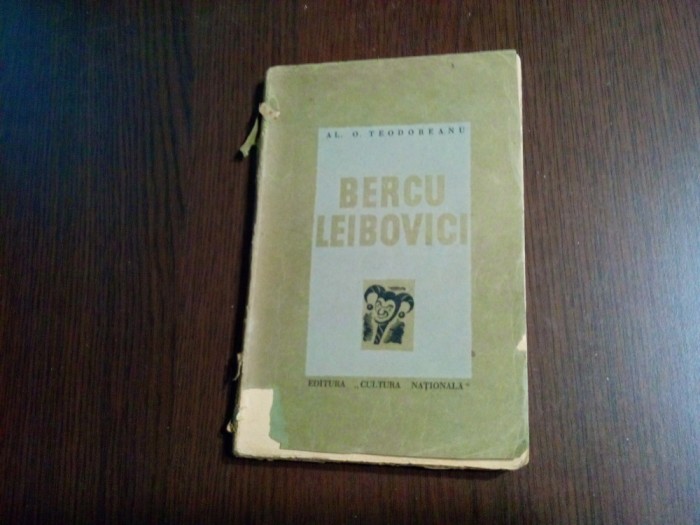 AL. O. TEODOREANU
BERCU
LEIBOVICI
EDITURA „CULTURA NAȚIONALĂ"